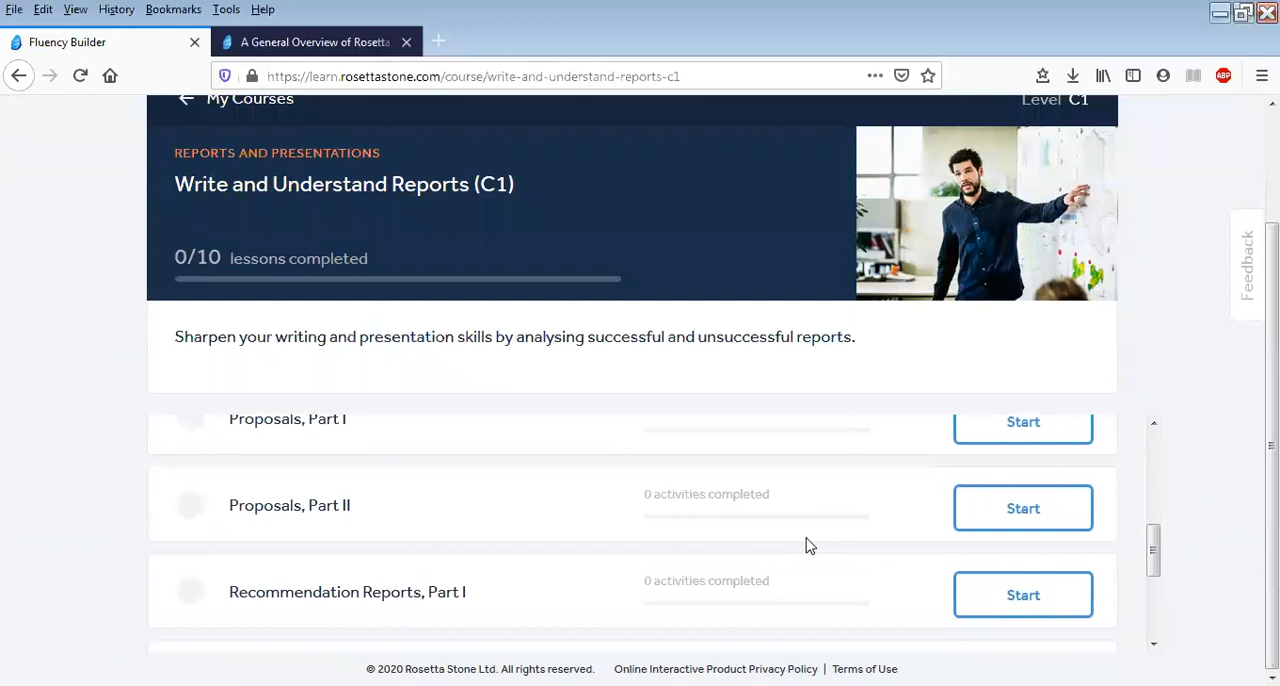 File Edit View History Bookmarks Tools Help
Fluency Builder
A General Overview of Rosetta
https://learn.rosettastone.com/course/write-and-understand-reports-c1
ABP
My Courses
Level C1
REPORTS AND PRESENTATIONS
Write and Understand Reports (C1)
0/10 lessons completed
Feedback
Sharpen your writing and presentation skills by analysing successful and unsuccessful reports.
Proposals, Part I
Start
0 activities completed
Proposals, Part II
Start
0 activities completed
Recommendation Reports, Part I
Start
© 2020 Rosetta Stone Ltd. All rights reserved. Online Interactive Product Privacy Policy | Terms of Use